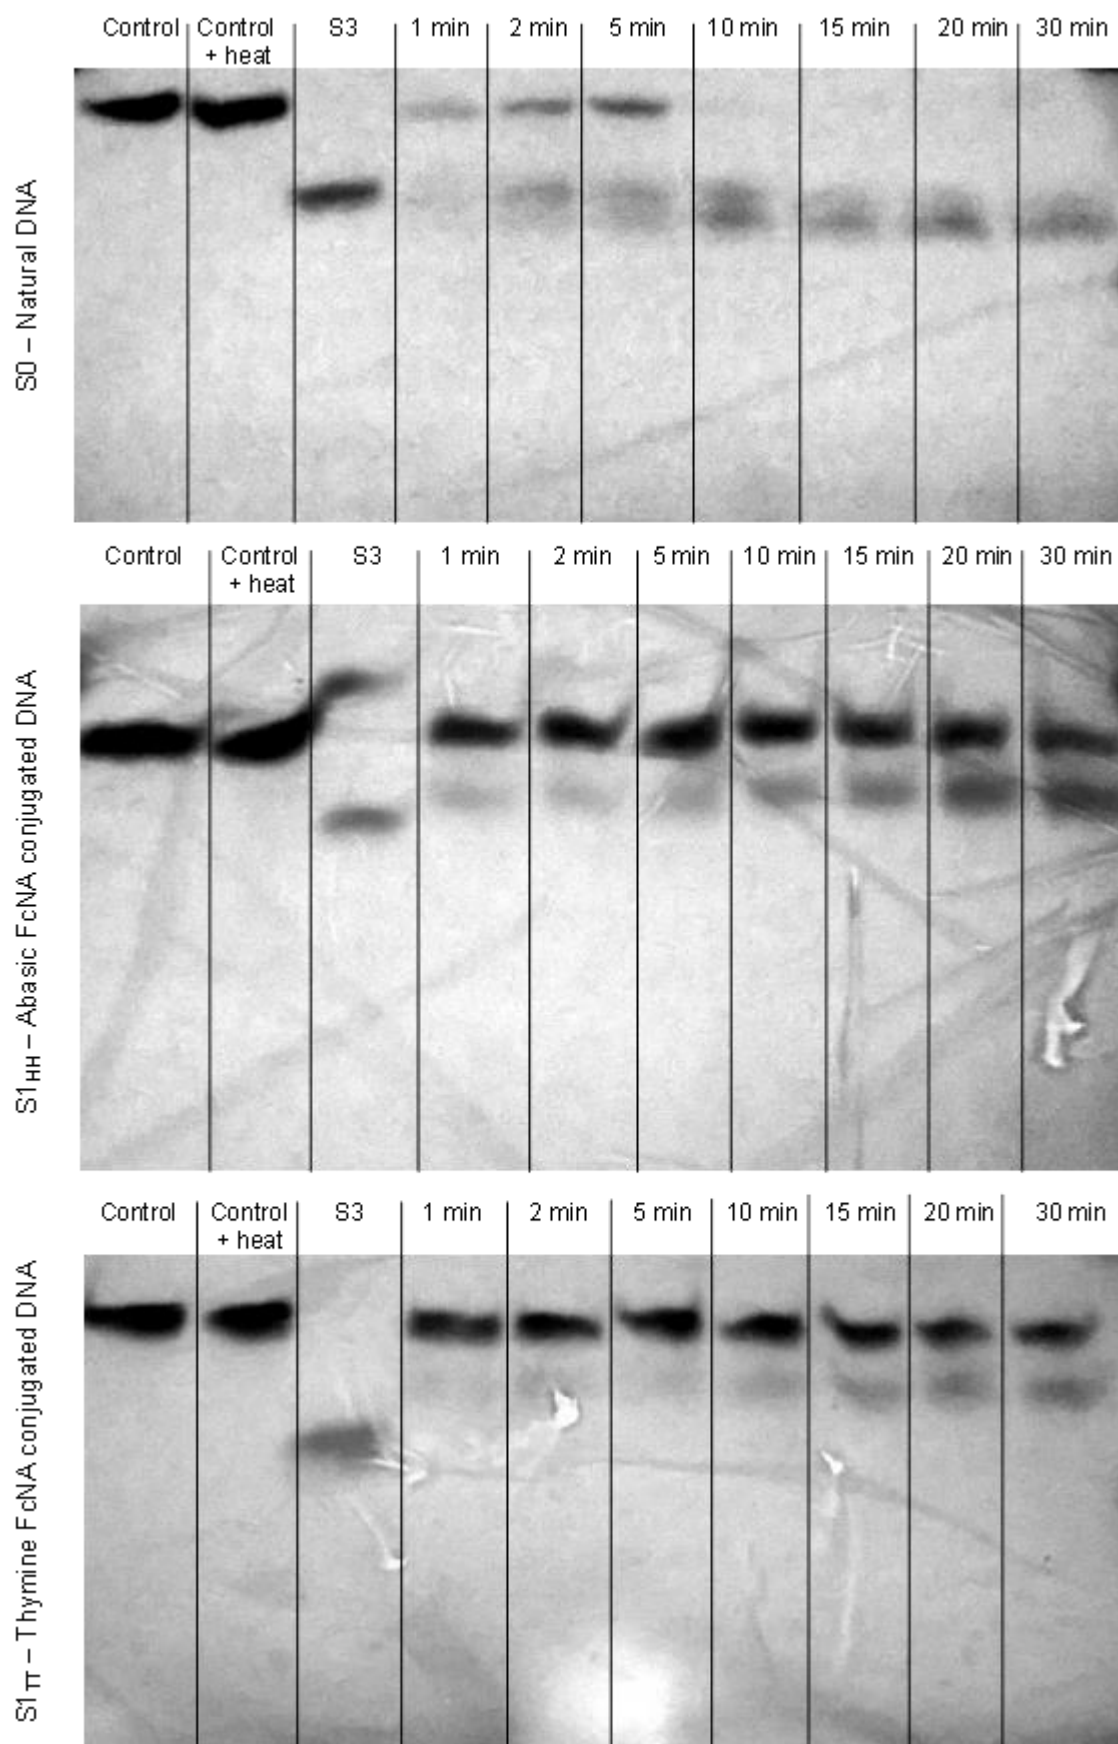 Control Control S3 1 min 2 min 5 min 10 min 15 min 20 min 30 min
+ heat
S0 – Natural DNA
Control Control S3 1 min 2 min 5 min 10 min 15 min 20 min 30 min
+ heat
S1HH – Abasic FcNA conjugated DNA
Control Control S3 1 min 2 min 5 min 10 min 15 min 20 min 30 min
+ heat
S1TT – Thymine FcNA conjugated DNA